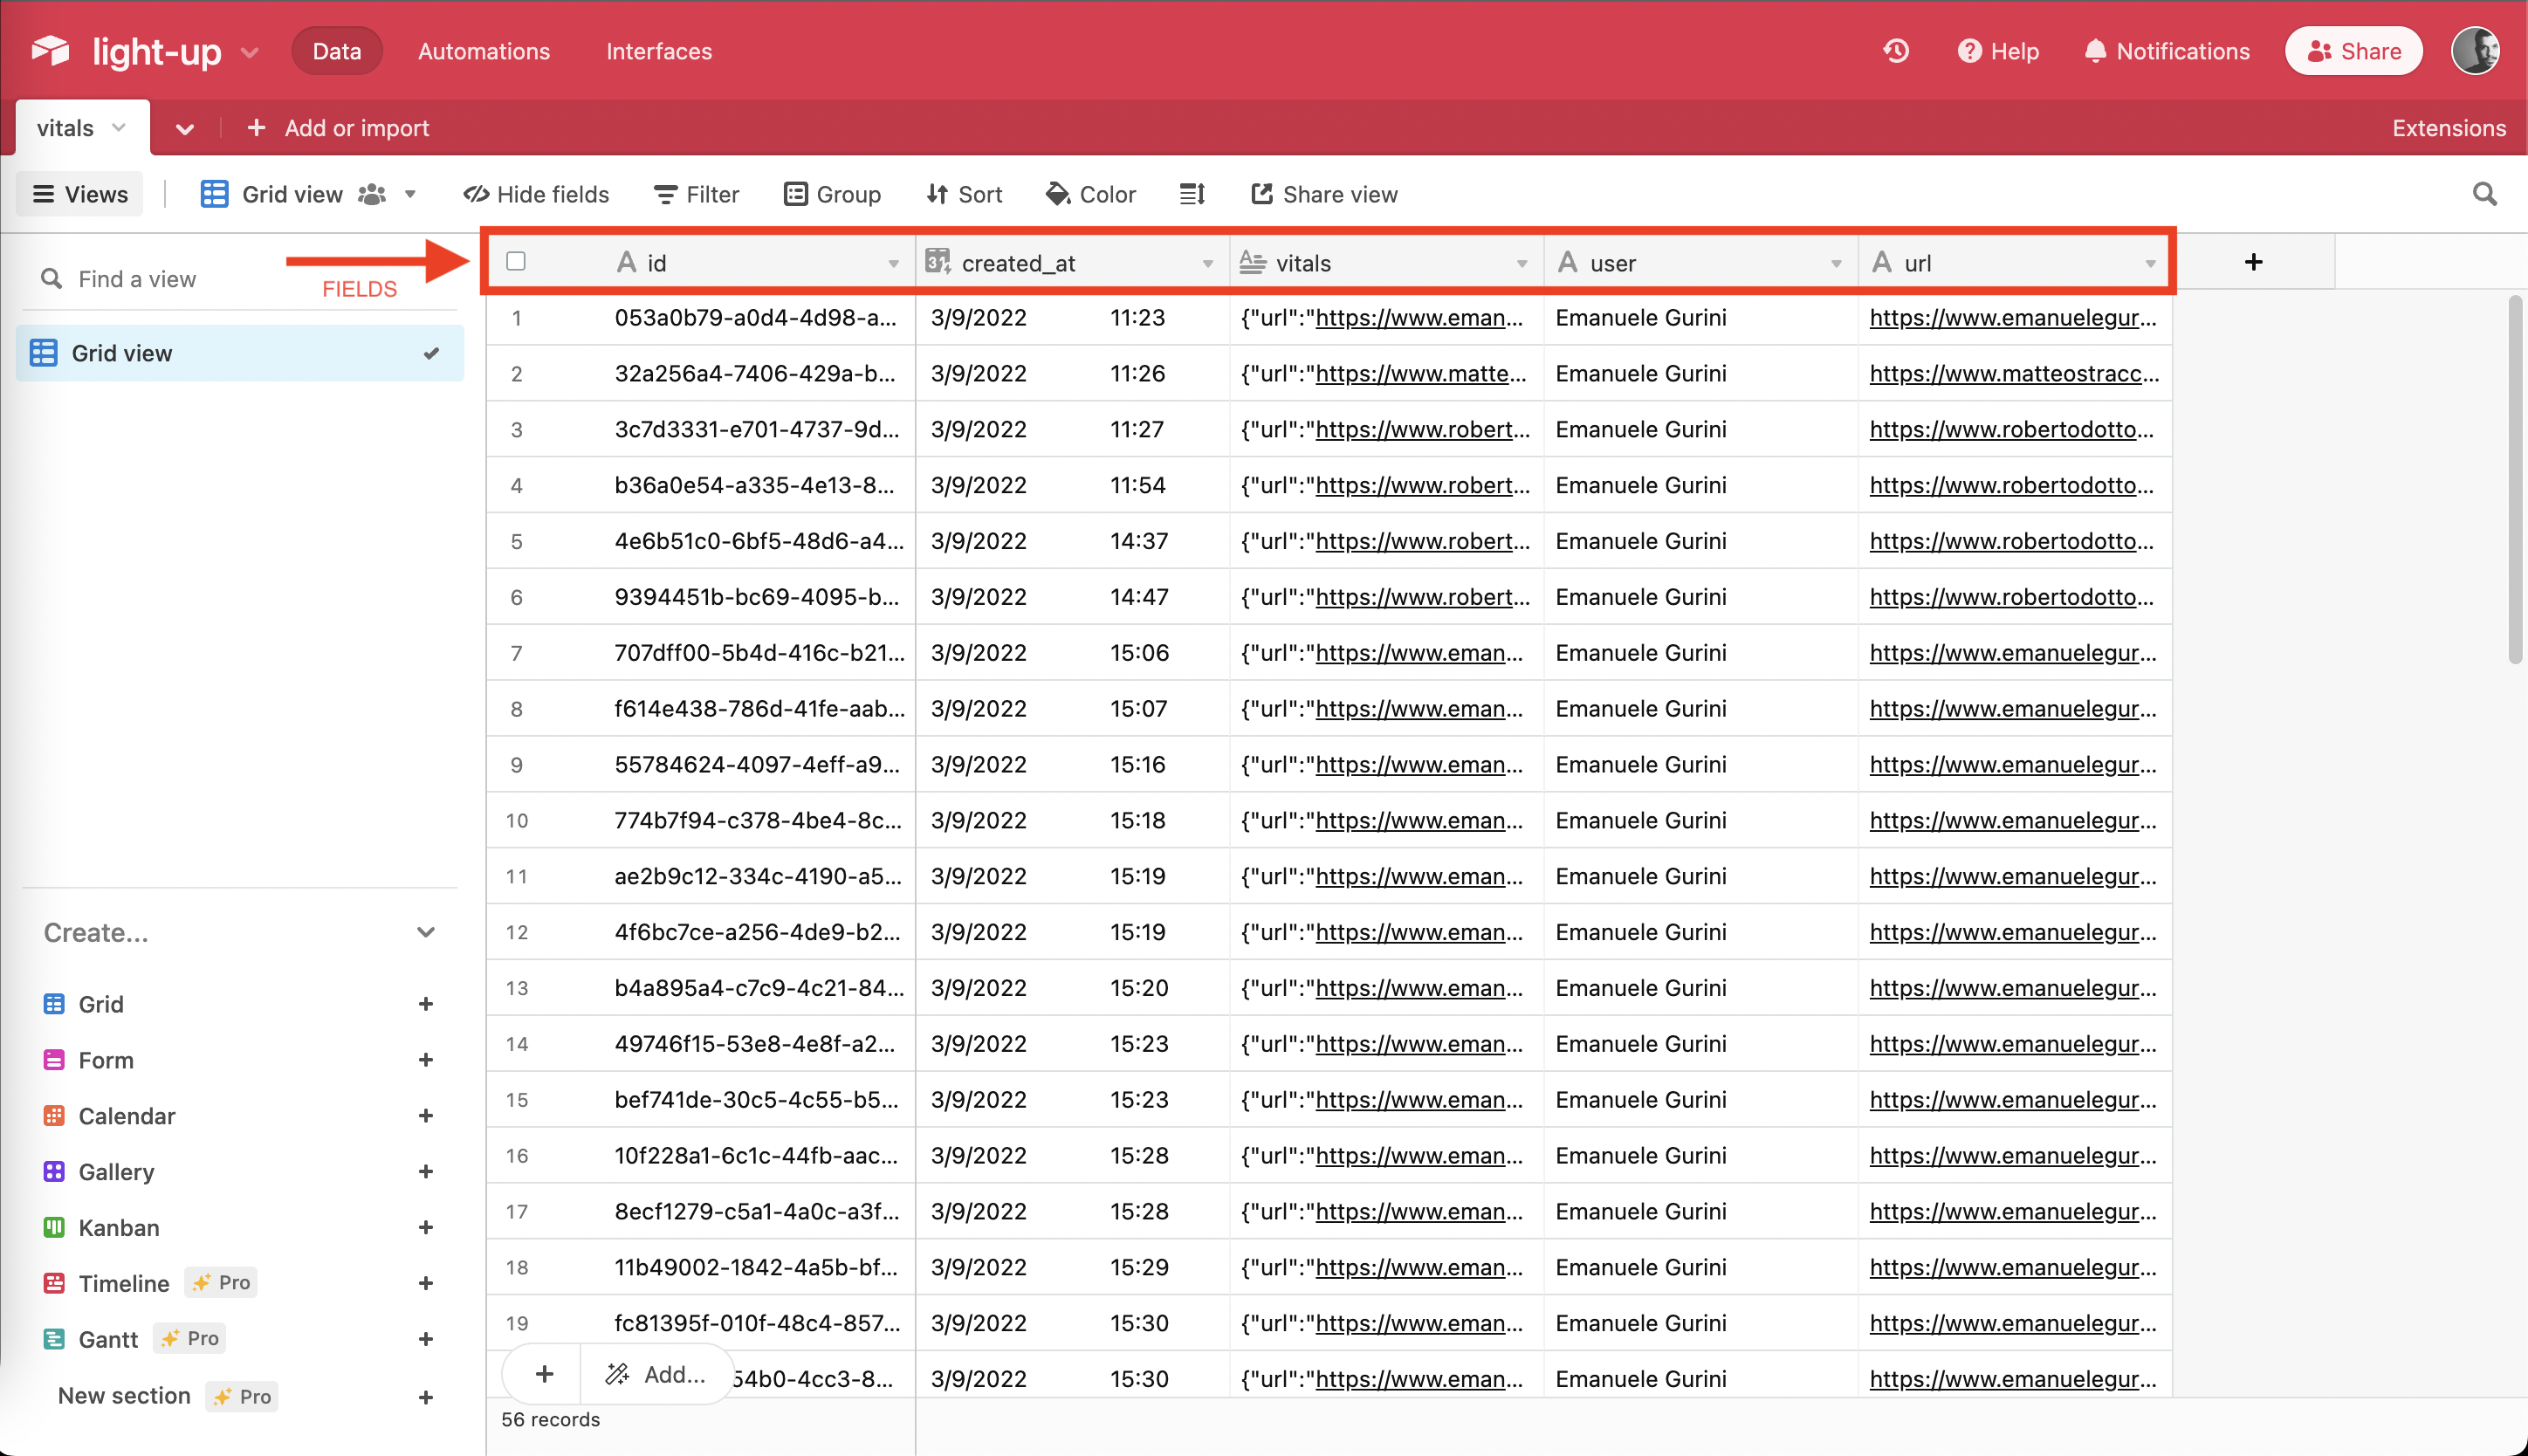 light-up Data Automations Interfaces Help Notifications Share
vitals Add or import Extensions
Views Grid view Hide fields Filter Group Sort Color Share view
Find a view
FIELDS
Grid view
id created_at vitals user url
1 053a0b79-a0d4-4d98-a... 3/9/2022 11:23 {"url":"https://www.eman... Emanuele Gurini https://www.emanuelegur...
2 32a256a4-7406-429a-b... 3/9/2022 11:26 {"url":"https://www.matte... Emanuele Gurini https://www.matteostracc...
3 3c7d3331-e701-4737-9d... 3/9/2022 11:27 {"url":"https://www.robert... Emanuele Gurini https://www.robertodotto...
4 b36a0e54-a335-4e13-8... 3/9/2022 11:54 {"url":"https://www.robert... Emanuele Gurini https://www.robertodotto...
5 4e6b51c0-6bf5-48d6-a4... 3/9/2022 14:37 {"url":"https://www.robert... Emanuele Gurini https://www.robertodotto...
6 9394451b-bc69-4095-b... 3/9/2022 14:47 {"url":"https://www.robert... Emanuele Gurini https://www.robertodotto...
7 707dff00-5b4d-416c-b21... 3/9/2022 15:06 {"url":"https://www.eman... Emanuele Gurini https://www.emanuelegur...
8 f614e438-786d-41fe-aab... 3/9/2022 15:07 {"url":"https://www.eman... Emanuele Gurini https://www.emanuelegur...
9 55784624-4097-4eff-a9... 3/9/2022 15:16 {"url":"https://www.eman... Emanuele Gurini https://www.emanuelegur...
10 774b7f94-c378-4be4-8c... 3/9/2022 15:18 {"url":"https://www.eman... Emanuele Gurini https://www.emanuelegur...
11 ae2b9c12-334c-4190-a5... 3/9/2022 15:19 {"url":"https://www.eman... Emanuele Gurini https://www.emanuelegur...
12 4f6bc7ce-a256-4de9-b2... 3/9/2022 15:19 {"url":"https://www.eman... Emanuele Gurini https://www.emanuelegur...
13 b4a895a4-c7c9-4c21-84... 3/9/2022 15:20 {"url":"https://www.eman... Emanuele Gurini https://www.emanuelegur...
14 49746f15-53e8-4e8f-a2... 3/9/2022 15:23 {"url":"https://www.eman... Emanuele Gurini https://www.emanuelegur...
15 bef741de-30c5-4c55-b5... 3/9/2022 15:23 {"url":"https://www.eman... Emanuele Gurini https://www.emanuelegur...
16 10f228a1-6c1c-44fb-aac... 3/9/2022 15:28 {"url":"https://www.eman... Emanuele Gurini https://www.emanuelegur...
17 8ecf1279-c5a1-4a0c-a3f... 3/9/2022 15:28 {"url":"https://www.eman... Emanuele Gurini https://www.emanuelegur...
18 11b49002-1842-4a5b-bf... 3/9/2022 15:29 {"url":"https://www.eman... Emanuele Gurini https://www.emanuelegur...
19 fc81395f-010f-48c4-857... 3/9/2022 15:30 {"url":"https://www.eman... Emanuele Gurini https://www.emanuelegur...
Add... 54b0-4cc3-8... 3/9/2022 15:30 {"url":"https://www.eman... Emanuele Gurini https://www.emanuelegur...
56 records
Create...
Grid
Form
Calendar
Gallery
Kanban
Timeline Pro
Gantt Pro
New section Pro